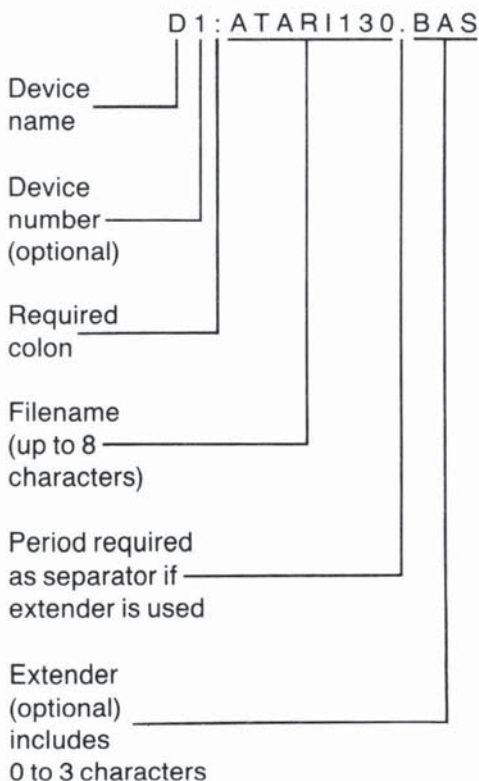 D1:ATARI130.BAS
Device
name
Device
number
(optional)
Required
colon
Filename
(up to 8
characters)
Period required
as separator if
extender is used
Extender
(optional)
includes
0 to 3 characters